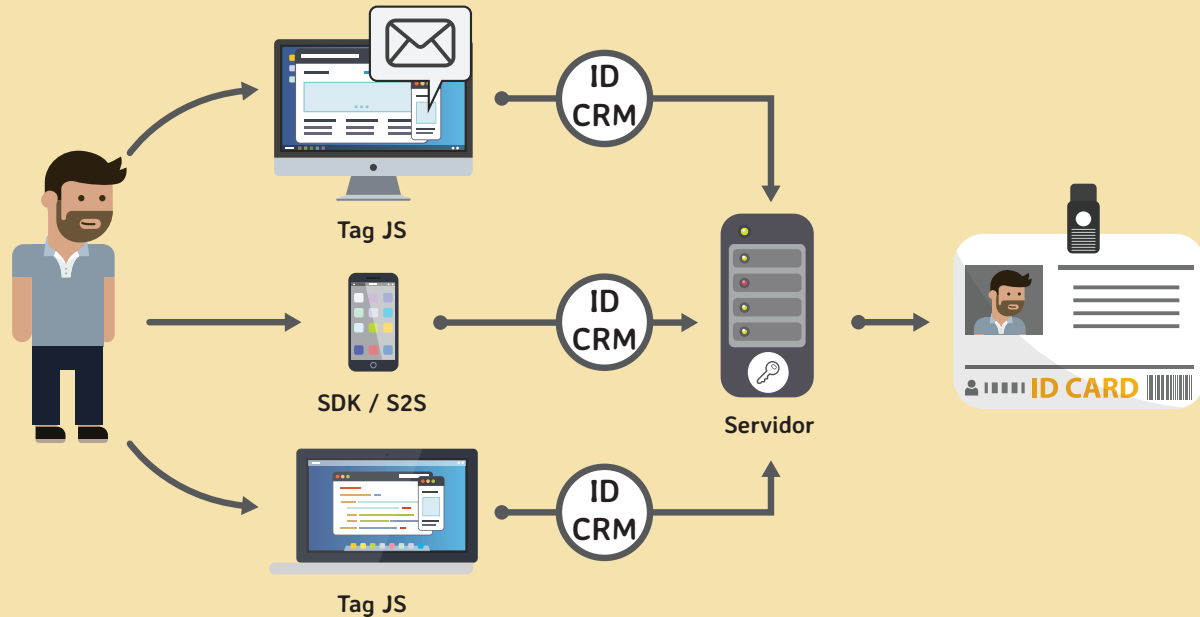 ID
CRM
Tag JS
ID
CRM
SDK / S2S
Servidor
ID CARD
ID
CRM
Tag JS